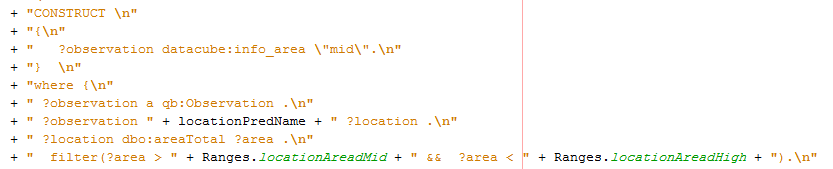 + "CONSTRUCT \n"
+ "{\n"
+ "   ?observation datacube:info_area \"mid\".\n"
+ "}  \n"
+ "where {\n"
+ " ?observation a qb:Observation .\n"
+ " ?observation " + locationPredName + " ?location .\n"
+ " ?location dbo:areaTotal ?area .\n"
+ "  filter(?area > " + Ranges.locationAreadMid + " &&  ?area < " + Ranges.locationAreadHigh + ").\n"